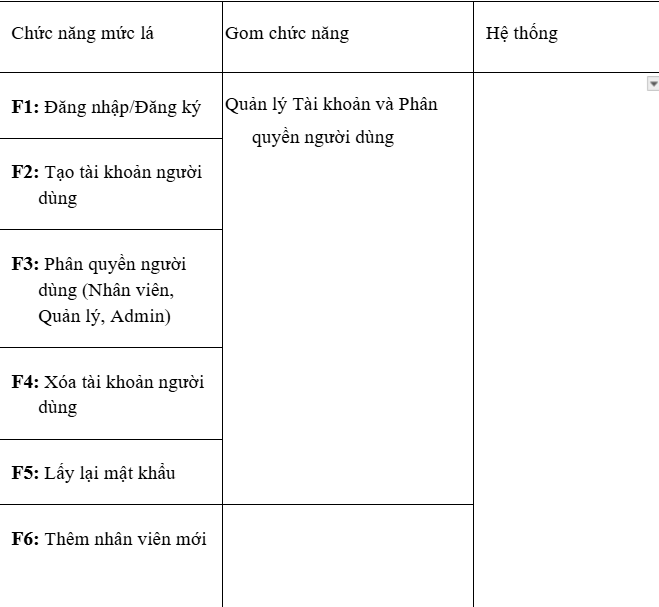 Chức năng mức lá
Gom chức năng
Hệ thống
F1: Đăng nhập/Đăng ký
Quản lý Tài khoản và Phân
quyền người dùng
F2: Tạo tài khoản người
dùng
F3: Phân quyền người
dùng (Nhân viên,
Quản lý, Admin)
F4: Xóa tài khoản người
dùng
F5: Lấy lại mật khẩu
F6: Thêm nhân viên mới